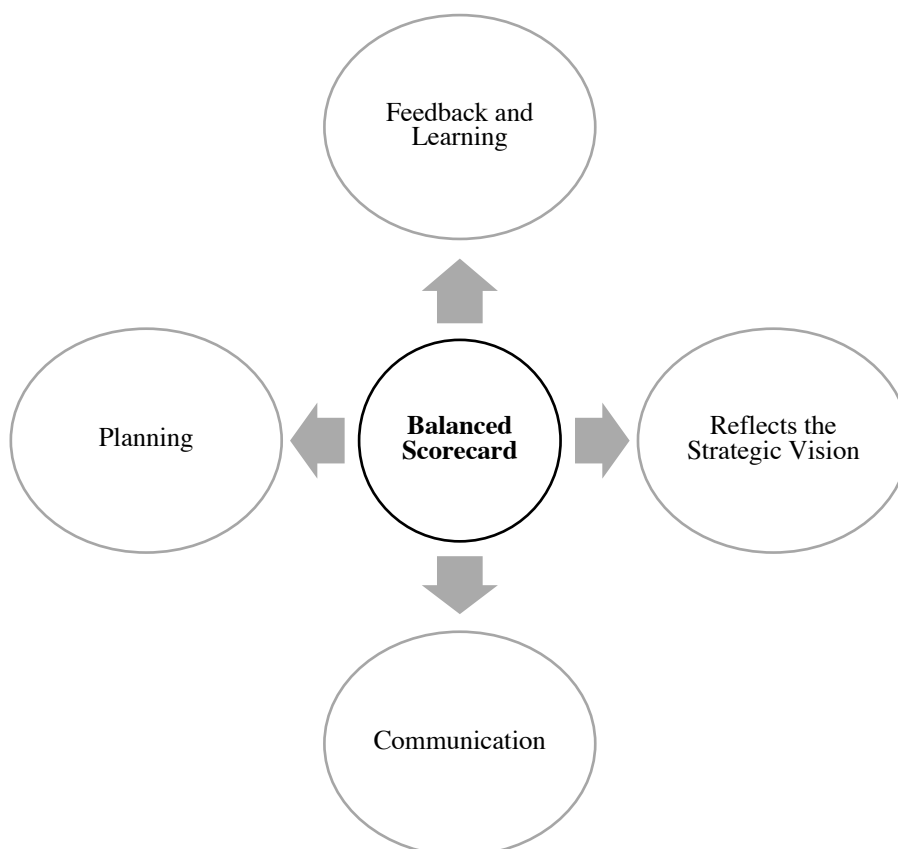 Feedback and
Learning
Planning
Balanced
Scorecard
Reflects the
Strategic Vision
Communication